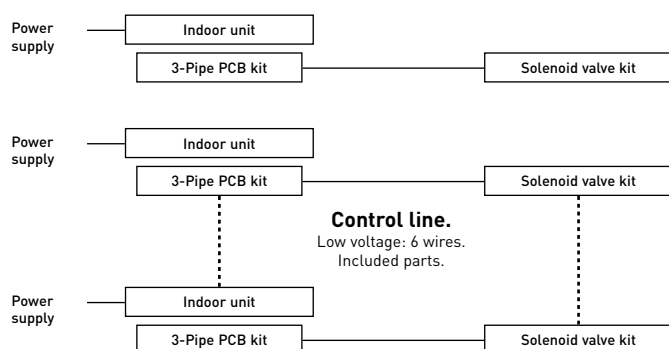 Power
supply
Indoor unit
3-Pipe PCB kit
Solenoid valve kit
Power
supply
Indoor unit
3-Pipe PCB kit
Solenoid valve kit
Control line.
Low voltage: 6 wires.
Included parts.
Power
supply
Indoor unit
3-Pipe PCB kit
Solenoid valve kit